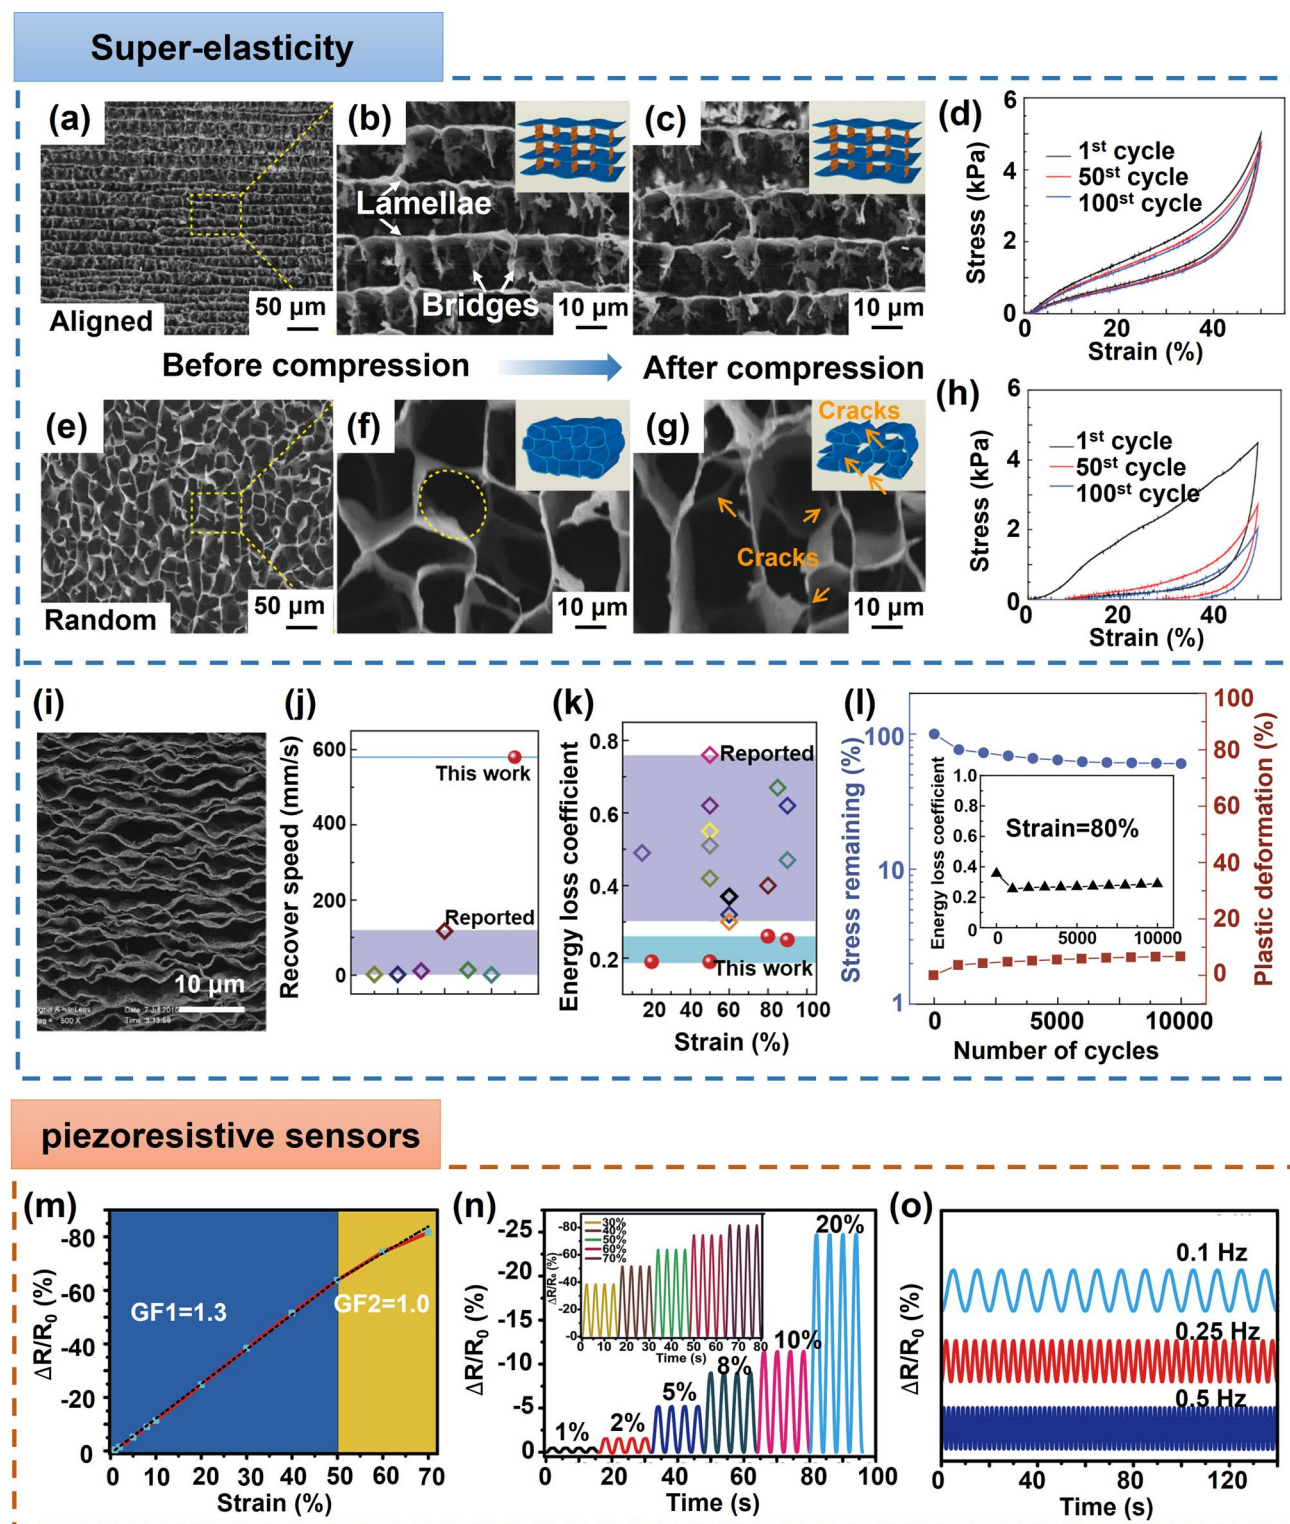 Super-elasticity
(a)
Aligned
50 µm
(b)
Lamellae
Bridges
10 µm
(c)
10 µm
(d)
Stress (kPa)
6
4
2
0
1st cycle
50st cycle
100st cycle
0
20
40
Strain (%)
Before compression
After compression
(e)
Random
50 µm
(f)
10 µm
(g)
Cracks
Cracks
10 µm
(h)
Stress (kPa)
6
4
2
0
1st cycle
50st cycle
100st cycle
0
20
40
Strain (%)
(i)
10 µm
(j)
Recover speed (mm/s)
600
400
200
0
This work
Reported
(k)
Energy loss coefficient
0.8
0.6
0.4
0.2
Reported
This work
20 40 60 80 100
Strain (%)
(l)
Stress remaining (%)
100
10
1
Energy loss coefficient
1.0
0.8
0.6
0.4
0.2
0
Strain=80%
0 5000 10000
100
80
60
40
20
0
Plastic deformation (%)
0 5000 10000
Number of cycles
piezoresistive sensors
(m)
ΔR/R0 (%)
-80
-60
-40
-20
0
GF1=1.3
GF2=1.0
0 10 20 30 40 50 60 70
Strain (%)
(n)
ΔR/R0 (%)
-25
-20
-15
-10
-5
0
ΔR/R0 (%)
-80
-60
-40
-20
-0
30%
40%
50%
60%
70%
0 10 20 30 40 50 60 70 80
Time (s)
1%
2%
5%
8%
10%
20%
0 20 40 60 80 100
Time (s)
(o)
ΔR/R0 (%)
0.1 Hz
0.25 Hz
0.5 Hz
0 40 80 120
Time (s)